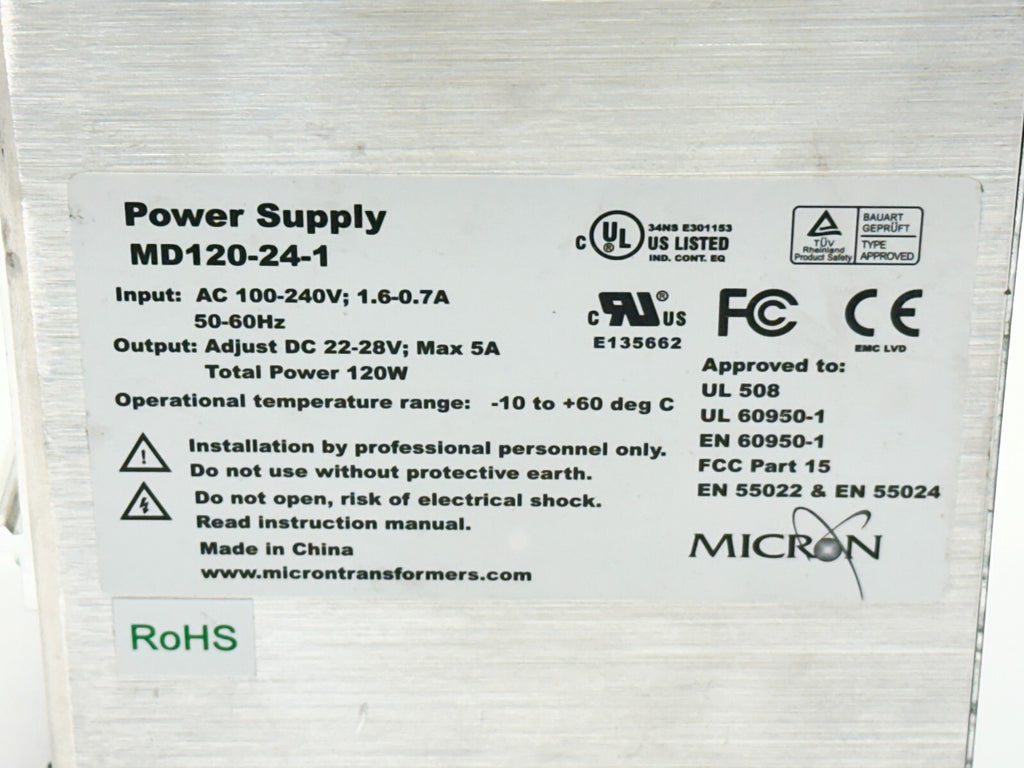 Power Supply
MD120-24-1
Input: AC 100-240V; 1.6-0.7A
50-60Hz
Output: Adjust DC 22-28V; Max 5A
Total Power 120W
Operational temperature range: -10 to +60 deg C
Installation by professional personnel only.
Do not use without protective earth.
Do not open, risk of electrical shock.
Read instruction manual.
Made in China
www.microntransformers.com
C UL ® US LISTED
34NS E301153
IND. CONT. EQ
TÜV
Rheinland
Product Safety
BAUART
GEPRÜFT
TYPE
APPROVED
c RU ® US
E135662
FC
CE
EMC LVD
Approved to:
UL 508
UL 60950-1
EN 60950-1
FCC Part 15
EN 55022 & EN 55024
MICRON
RoHS